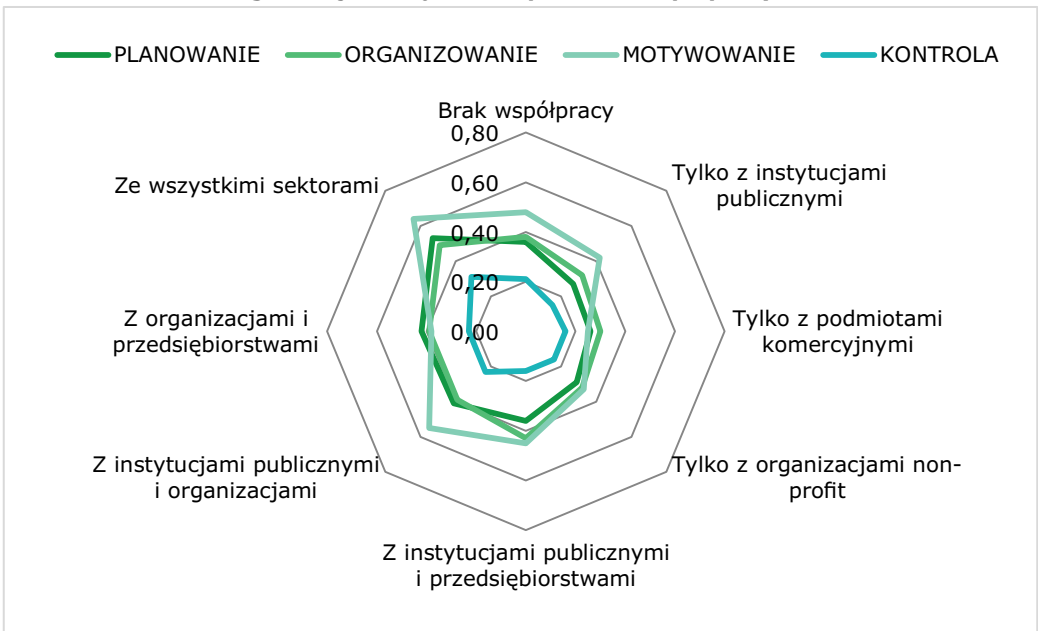 PLANOWANIE ORGANIZOWANIE MOTYWOWANIE KONTROLA
Brak współpracy
0,80
Tylko z instytucjami
publicznymi
Ze wszystkimi sektorami
0,60
0,40
0,20
Z organizacjami i
przedsiębiorstwami
0,00
Tylko z podmiotami
komercyjnymi
Z instytucjami publicznymi
i organizacjami
Tylko z organizacjami non-
profit
Z instytucjami publicznymi
i przedsiębiorstwami